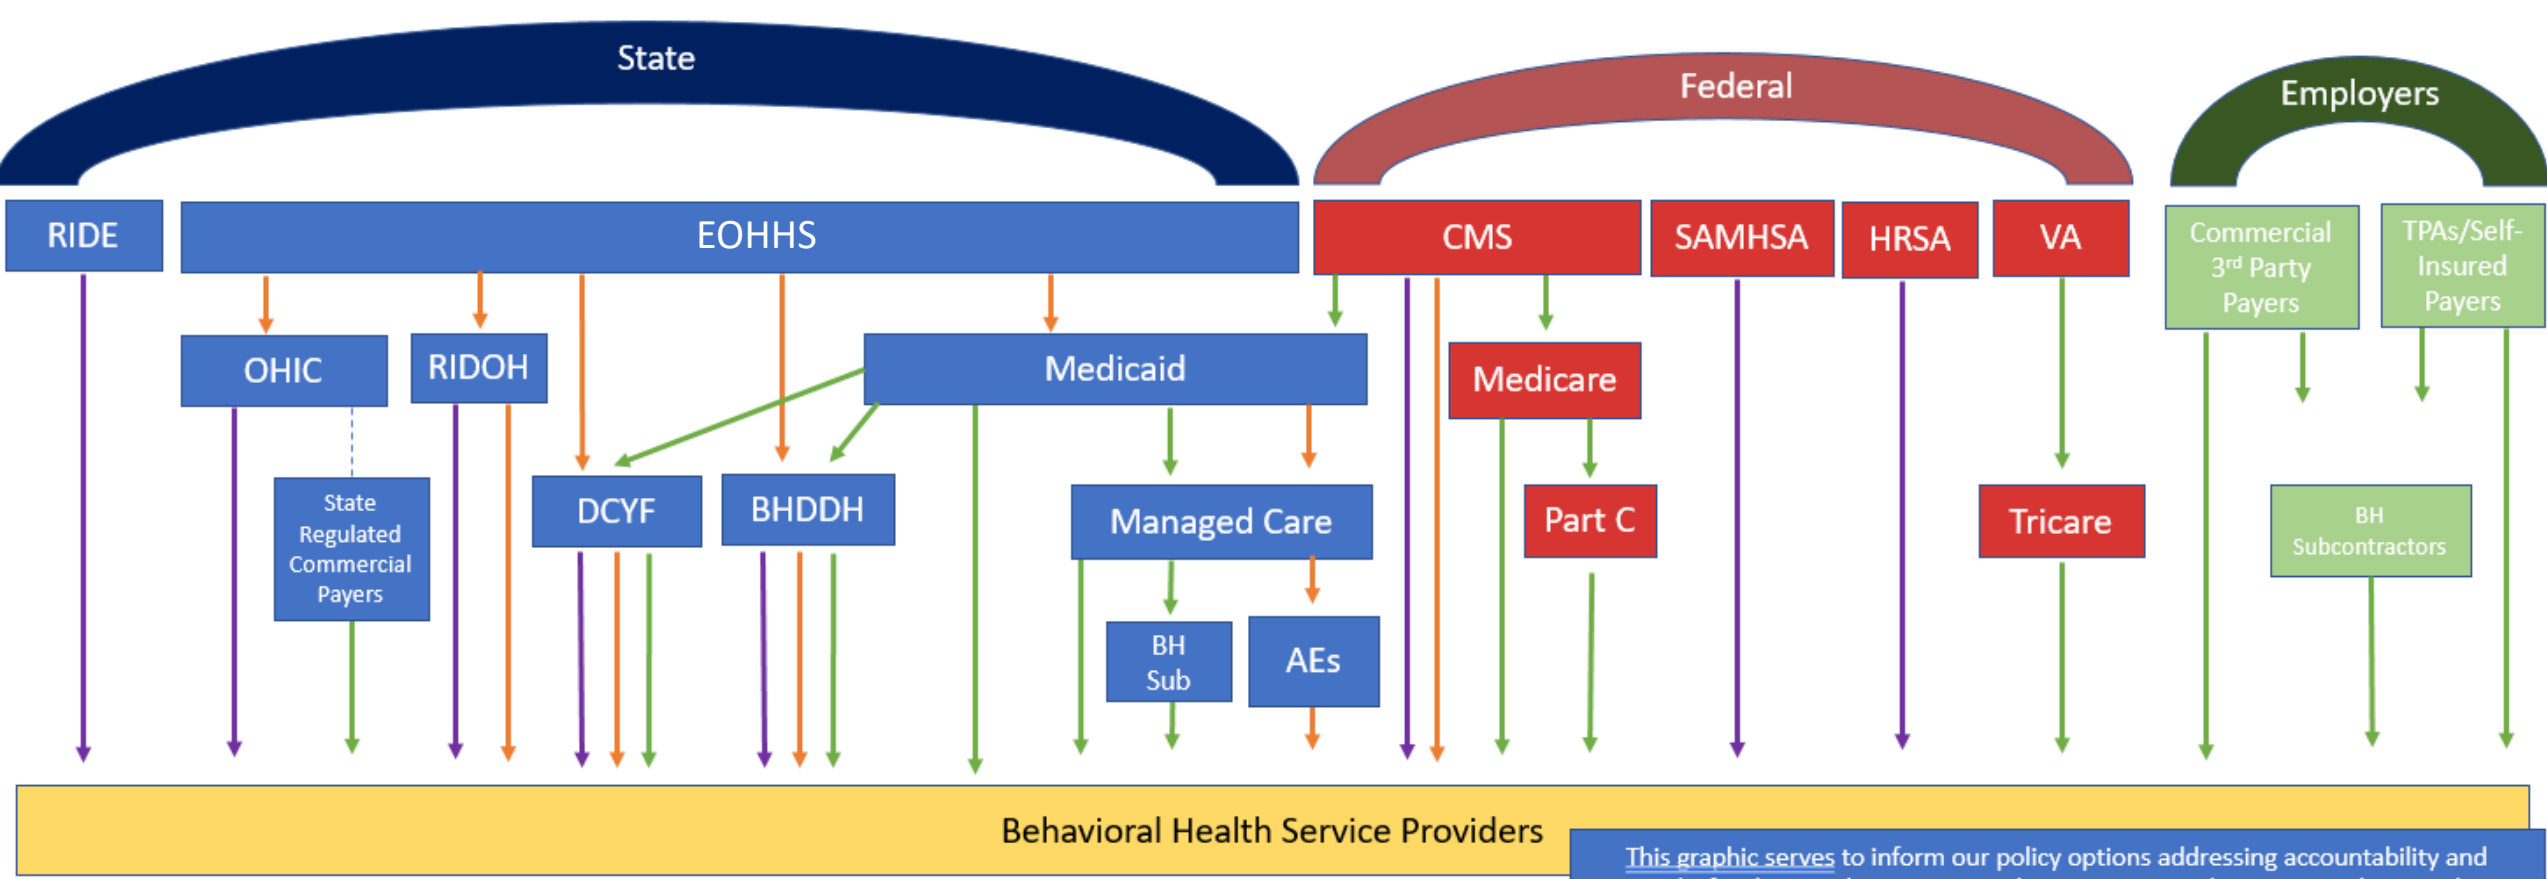 State
Federal
Employers
RIDE
EOHHS
CMS
SAMHSA
HRSA
VA
Commercial
3rd Party
Payers
TPAs/Self-
Insured
Payers
OHIC
RIDOH
Medicaid
Medicare
State
Regulated
Commercial
Payers
DCYF
BHDDH
Managed Care
Part C
Tricare
BH
Subcontractors
BH
Sub
AEs
Behavioral Health Service Providers
This graphic serves to inform our policy options addressing accountability and